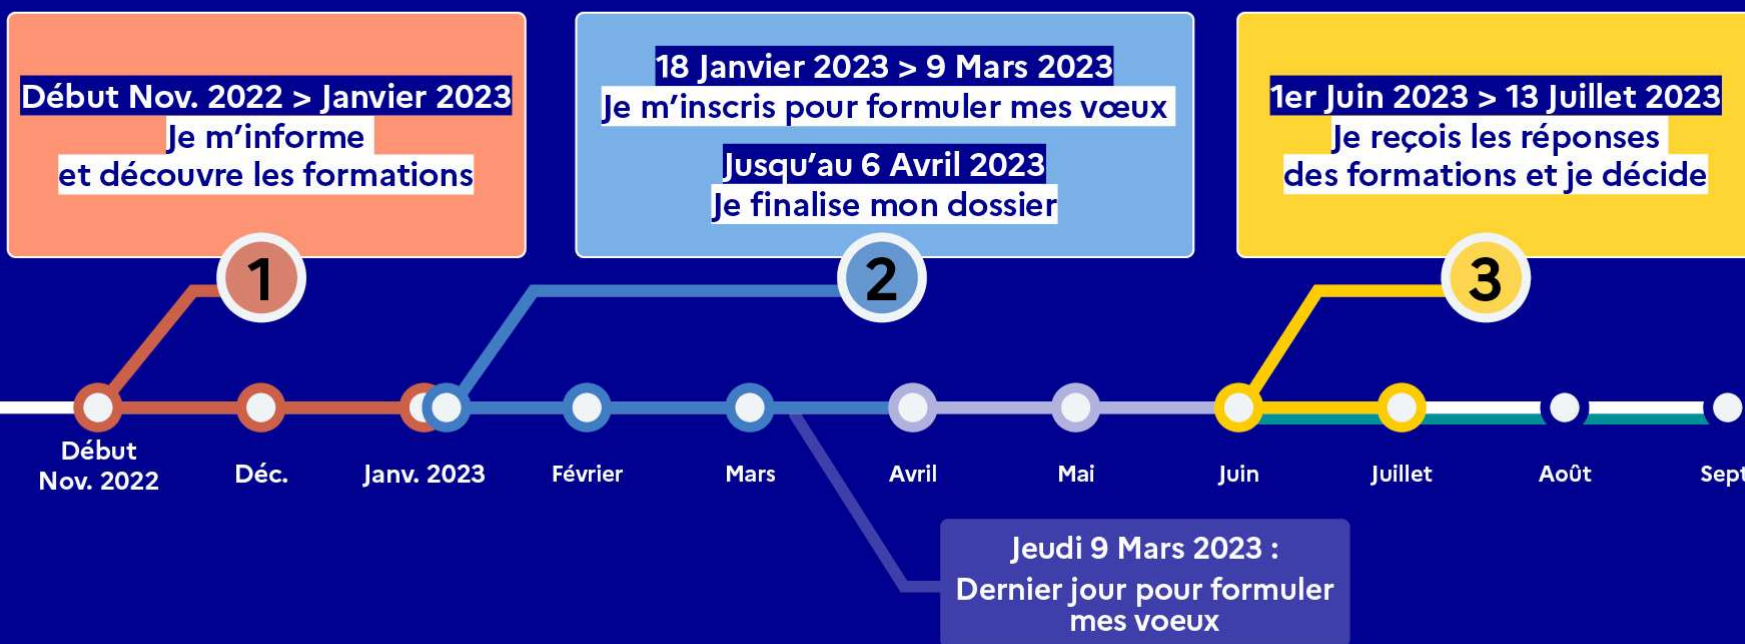 Début Nov. 2022 > Janvier 2023
Je m’informe
et découvre les formations
1
18 Janvier 2023 > 9 Mars 2023
Je m’inscris pour formuler mes vœux
Jusqu’au 6 Avril 2023
Je finalise mon dossier
2
1er Juin 2023 > 13 Juillet 2023
Je reçois les réponses
des formations et je décide
3
Début
Nov. 2022
Déc.
Janv. 2023
Février
Mars
Avril
Mai
Juin
Juillet
Août
Sept
Jeudi 9 Mars 2023 :
Dernier jour pour formuler
mes voeux